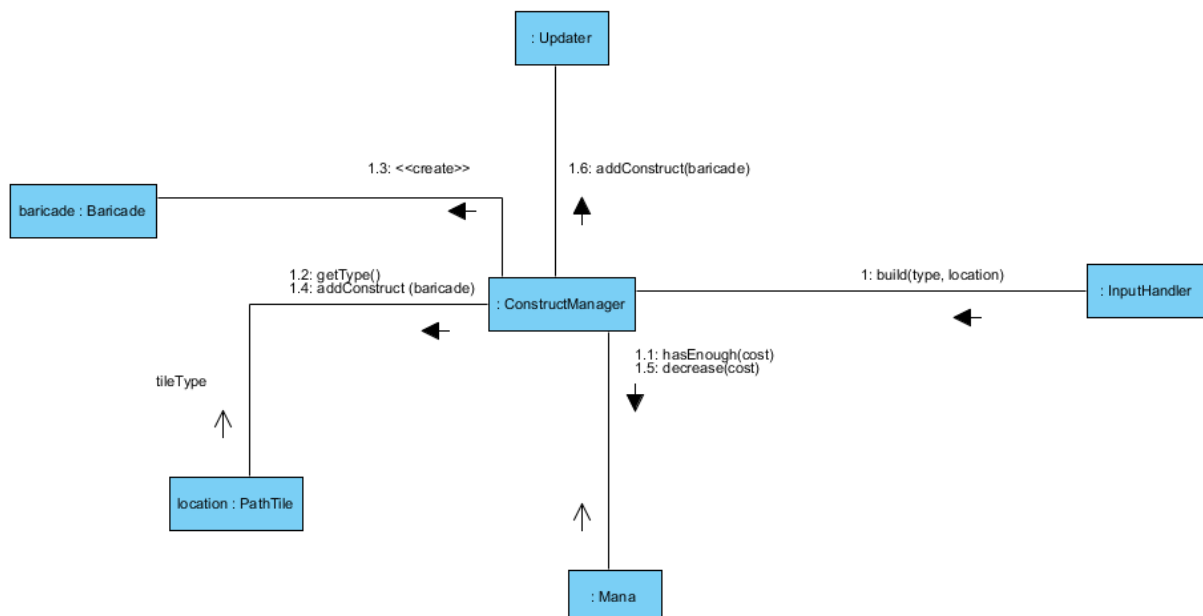 : Updater
1.3: <<create>>
1.6: addConstruct(baricade)
baricade : Baricade
1.2: getType()
1.4: addConstruct (baricade)
1: build(type, location)
: ConstructManager
: InputHandler
1.1: hasEnough(cost)
1.5: decrease(cost)
tileType
location : PathTile
: Mana